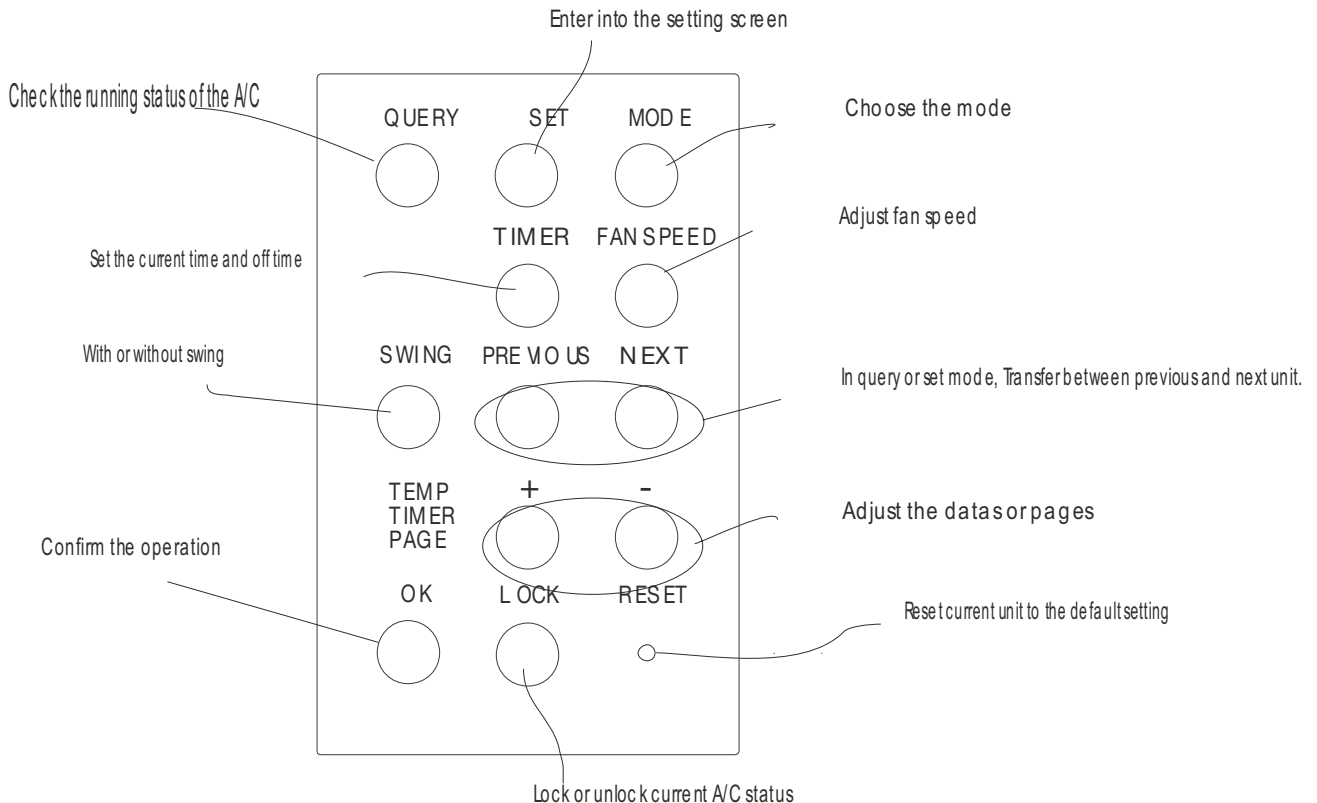 Enter into the setting screen
Check the running status of the A/C
QUERY SET MODE
Choose the mode
Adjust fan speed
TIMER FAN SPEED
Set the current time and off time
With or without swing
SWING PREVIOUS NEXT
In query or set mode, Transfer between previous and next unit.
TEMP + -
TIMER
PAGE
Adjust the datas or pages
Confirm the operation
OK LOCK RESET
Reset current unit to the default setting
Lock or unlock current A/C status